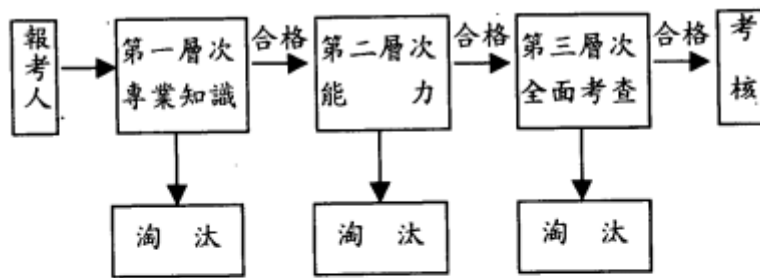 報考人
第一層次
專業知識
合格
第二層次
能 力
合格
第三層次
全面考查
合格
考核
淘 汰
淘 汰
淘 汰